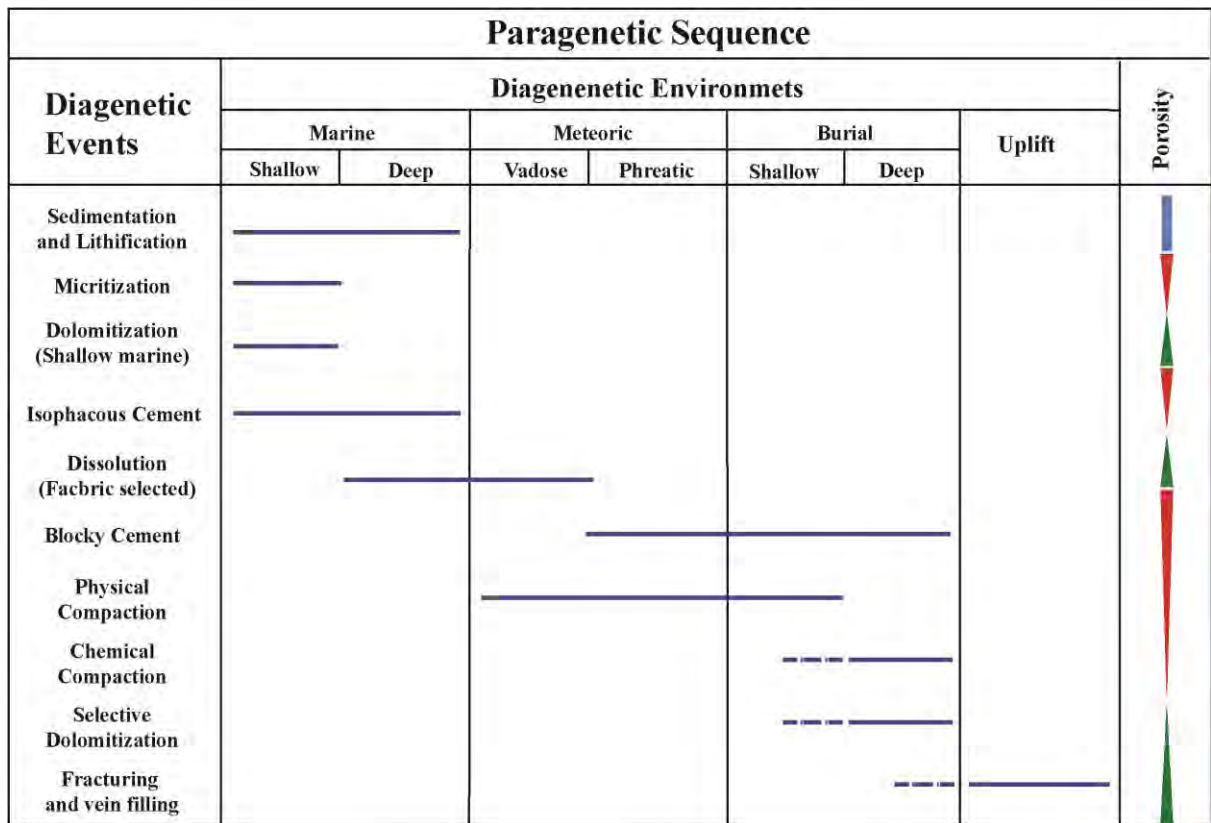 Paragenetic Sequence
Diagenetic
Events
Diagenenetic Environmets
Porosity
Marine
Meteoric
Burial
Uplift
Shallow
Deep
Vadose
Phreatic
Shallow
Deep
Sedimentation
and Lithification
Micritization
Dolomitization
(Shallow marine)
Isophacous Cement
Dissolution
(Facbric selected)
Blocky Cement
Physical
Compaction
Chemical
Compaction
Selective
Dolomitization
Fracturing
and vein filling